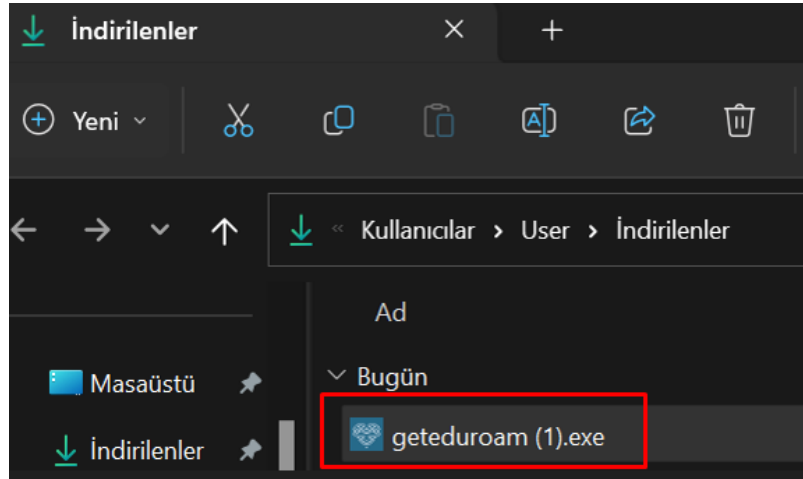 İndirilenler
Yeni
Kullanıcılar > User > İndirilenler
Ad
Masaüstü
Bugün
İndirilenler
geteduroam (1).exe